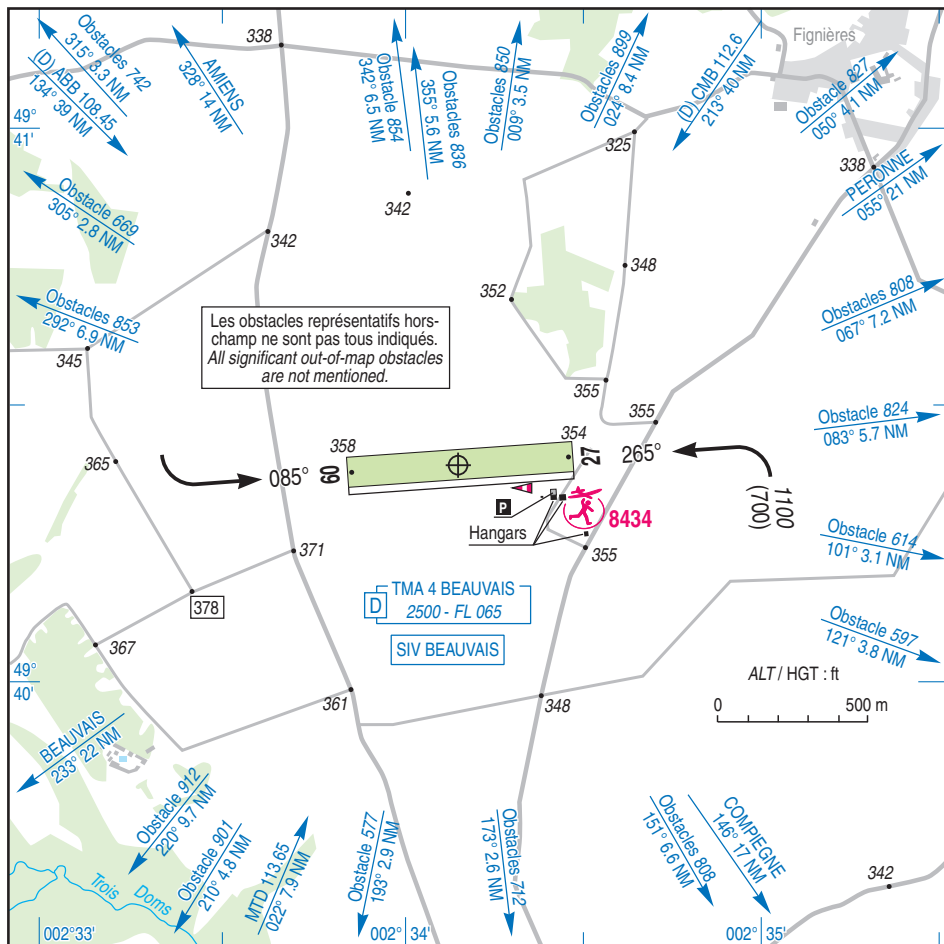 Obstacles 742
315° 3.3 NM
(D) ABB 108.45
134° 39 NM
AMIENS
328° 14 NM
338
Obstacle 854
342° 6.5 NM
Obstacles 836
355° 5.6 NM
Obstacles 850
009° 3.5 NM
Obstacles 899
024° 8.4 NM
(D) CMB 112.6
213° 40 NM
Fignières
Obstacles 827
050° 4.1 NM
49°
41'
325
338
PERONNE
055° 21 NM
Obstacle 669
305° 2.8 NM
342
342
348
352
Obstacles 808
067° 7.2 NM
Obstacles 853
292° 6.9 NM
345
Les obstacles représentatifs hors-
champ ne sont pas tous indiqués.
All significant out-of-map obstacles
are not mentioned.
355
355
Obstacle 824
083° 5.7 NM
365
358
354
085°
09
27
265°
1100
(700)
P
Hangars
8434
355
371
Obstacle 614
101° 3.1 NM
378
D
TMA 4 BEAUVAIS
2500 - FL 065
SIV BEAUVAIS
367
Obstacle 597
121° 3.8 NM
49°
40'
361
348
ALT / HGT : ft
0 500 m
BEAUVAIS
233° 22 NM
Obstacle 912
220° 9.7 NM
Obstacle 901
210° 4.8 NM
MTD 113.65
022° 7.9 NM
Obstacle 577
193° 2.9 NM
Obstacles 712
173° 2.6 NM
Obstacles 808
151° 6.6 NM
COMPIEGNE
146° 17 NM
342
Trois Doms
002° 33'
002° 34'
002° 35'